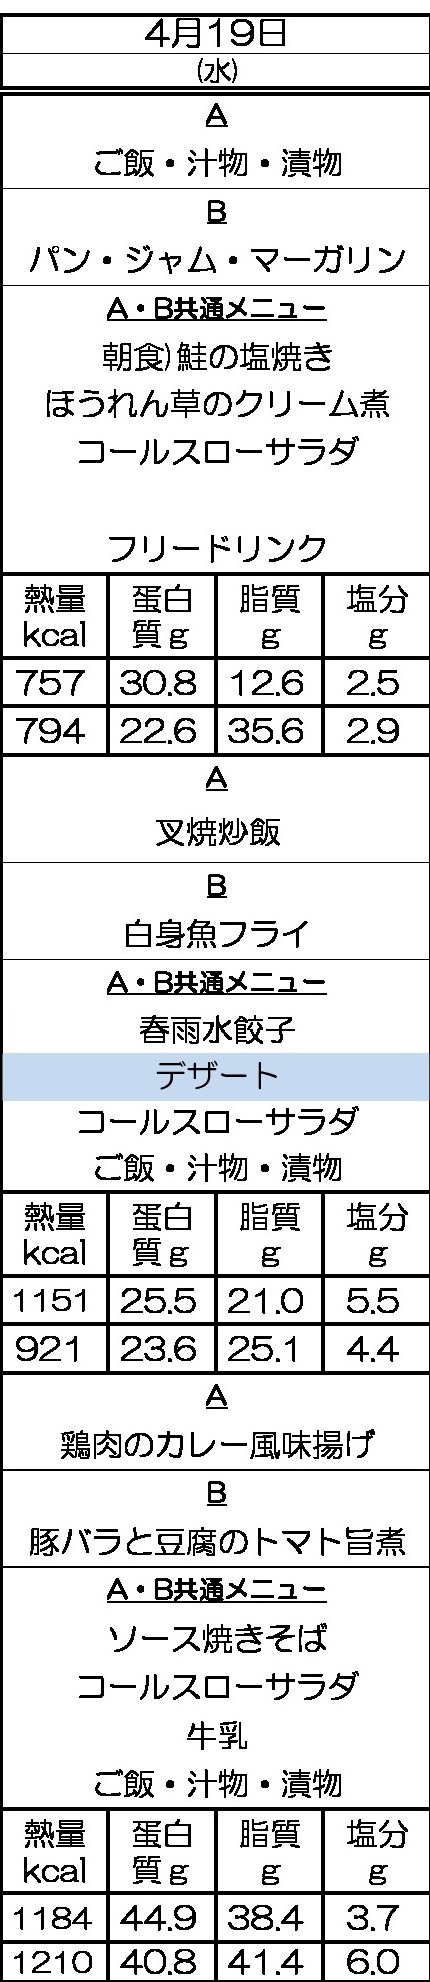 4月19日
(水)
A
ご飯・汁物・漬物
B
パン・ジャム・マーガリン
A・B共通メニュー
朝食)鮭の塩焼き
ほうれん草のクリーム煮
コールスローサラダ
フリードリンク
熱量 蛋白 脂質 塩分
kcal 質g g g
757 30.8 12.6 2.5
794 22.6 35.6 2.9
A
叉焼炒飯
B
白身魚フライ
A・B共通メニュー
春雨水餃子
デザート
コールスローサラダ
ご飯・汁物・漬物
熱量 蛋白 脂質 塩分
kcal 質g g g
1151 25.5 21.0 5.5
921 23.6 25.1 4.4
A
鶏肉のカレー風味揚げ
B
豚バラと豆腐のトマト旨煮
A・B共通メニュー
ソース焼きそば
コールスローサラダ
牛乳
ご飯・汁物・漬物
熱量 蛋白 脂質 塩分
kcal 質g g g
1184 44.9 38.4 3.7
1210 40.8 41.4 6.0